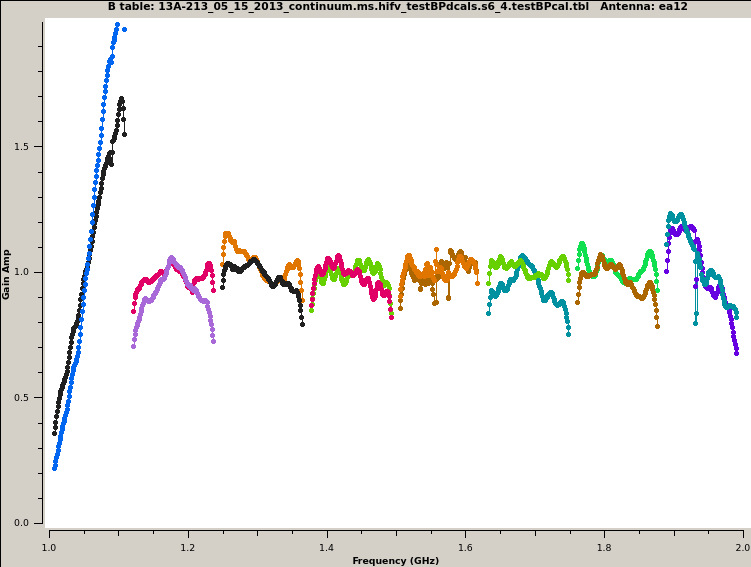 B table: 13A-213_05_15_2013_continuum.ms.hifv_testBPdcals.s6_4.testBPcal.tbl   Antenna: ea12
1.5
1.0
0.5
0.0
Gain Amp
1.0 1.2 1.4 1.6 1.8 2.0
Frequency (GHz)